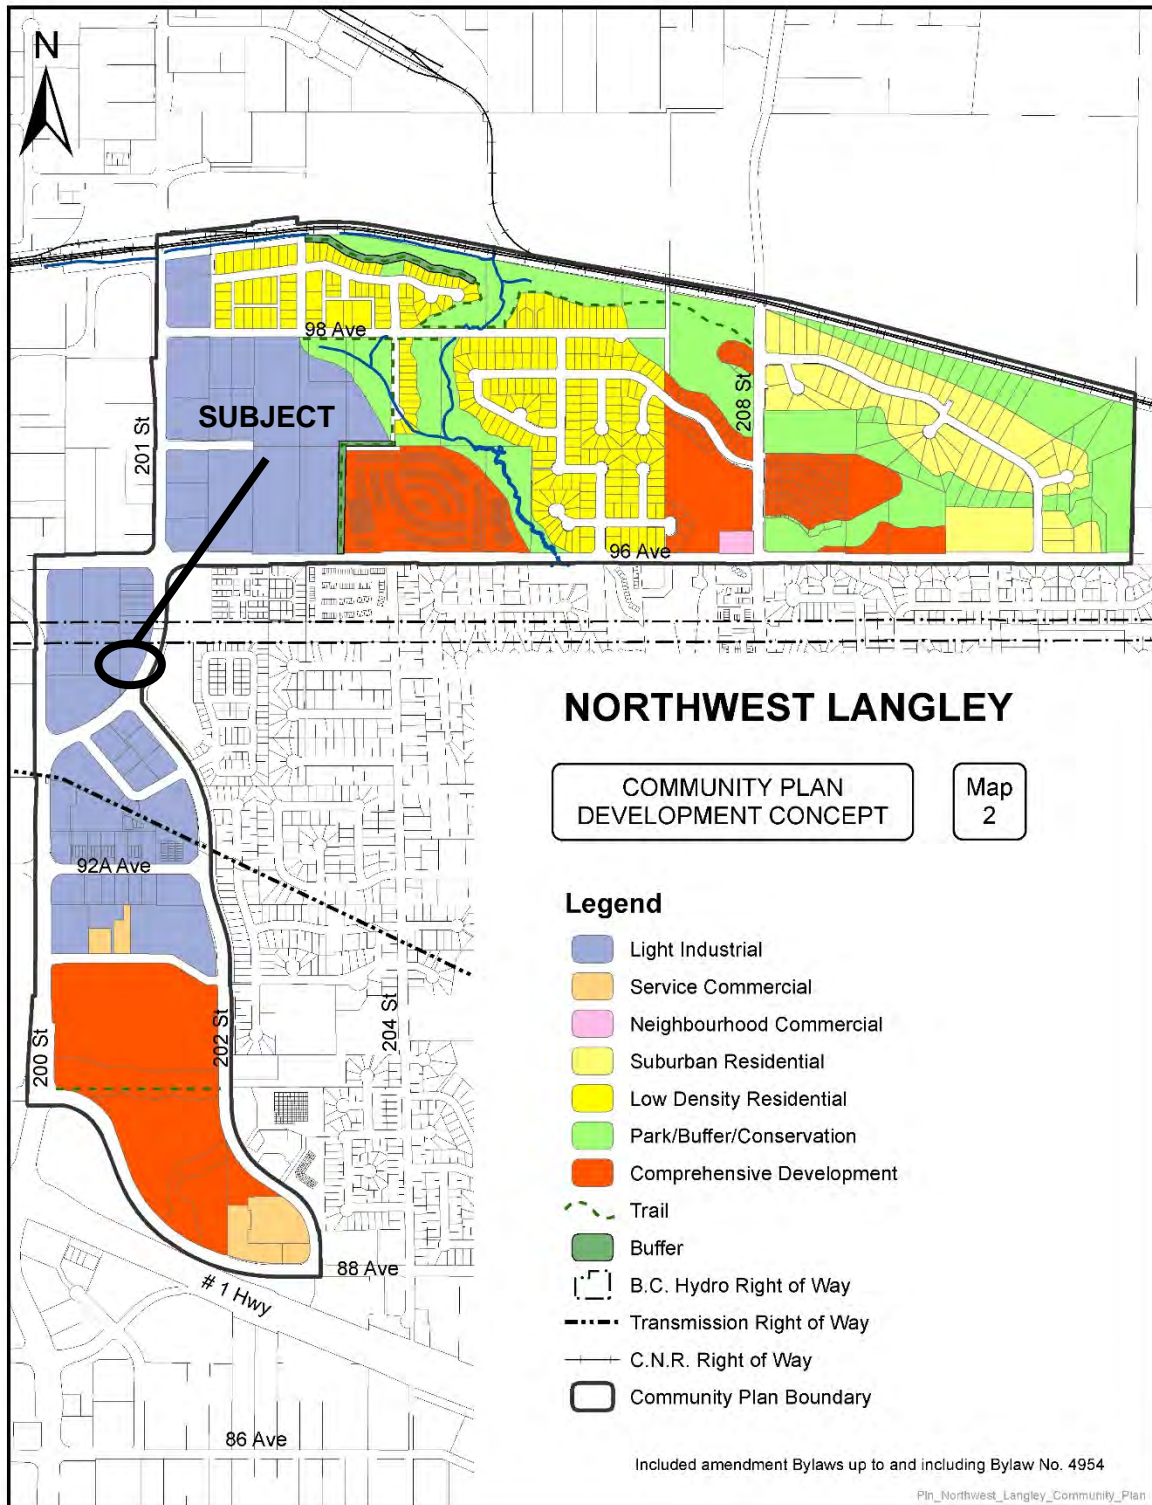 N
98 Ave
SUBJECT
201 St
208 St
96 Ave
NORTHWEST LANGLEY
COMMUNITY PLAN
DEVELOPMENT CONCEPT
Map
2
92A Ave
200 St
202 St
204 St
88 Ave
# 1 Hwy
86 Ave
Legend
Light Industrial
Service Commercial
Neighbourhood Commercial
Suburban Residential
Low Density Residential
Park/Buffer/Conservation
Comprehensive Development
Trail
Buffer
B.C. Hydro Right of Way
Transmission Right of Way
C.N.R. Right of Way
Community Plan Boundary
Included amendment Bylaws up to and including Bylaw No. 4954
Pln_Northwest_Langley_Community_Plan